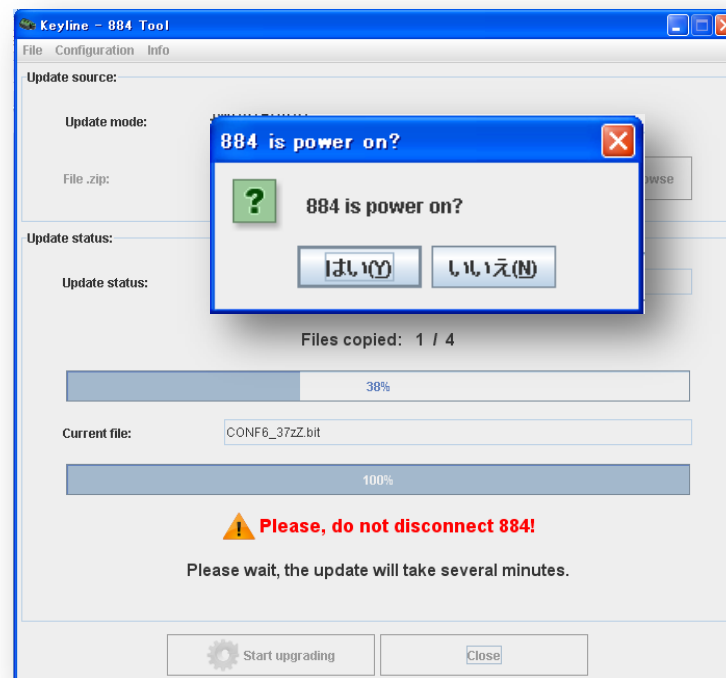 Keyline - 884 Tool
File Configuration Info
Update source:
Update mode:
884 is power on?
File .zip:
884 is power on?
はい(Y)
いいえ(N)
Update status:
Update status:
Files copied: 1 / 4
38%
Current file:
CONF6_37zZ.bit
100%
Please, do not disconnect 884!
Please wait, the update will take several minutes.
Start upgrading
Close